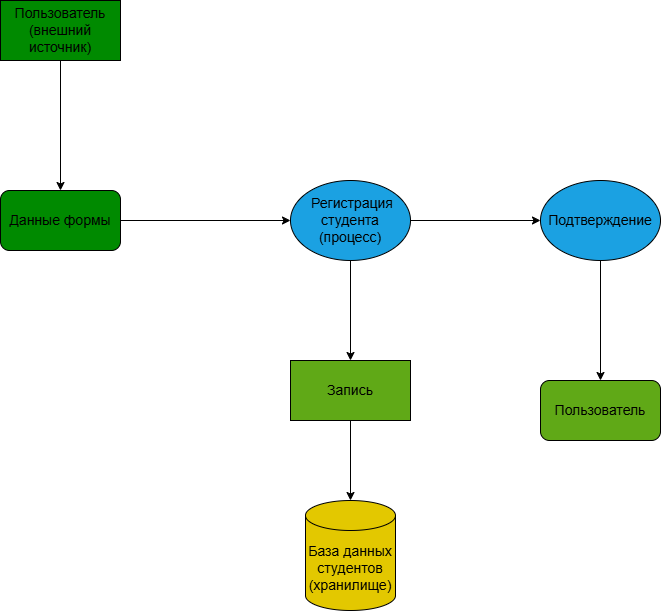 Пользователь
(внешний
источник)
Данные формы
Регистрация
студента
(процесс)
Подтверждение
Запись
Пользователь
База данных
студентов
(хранилище)